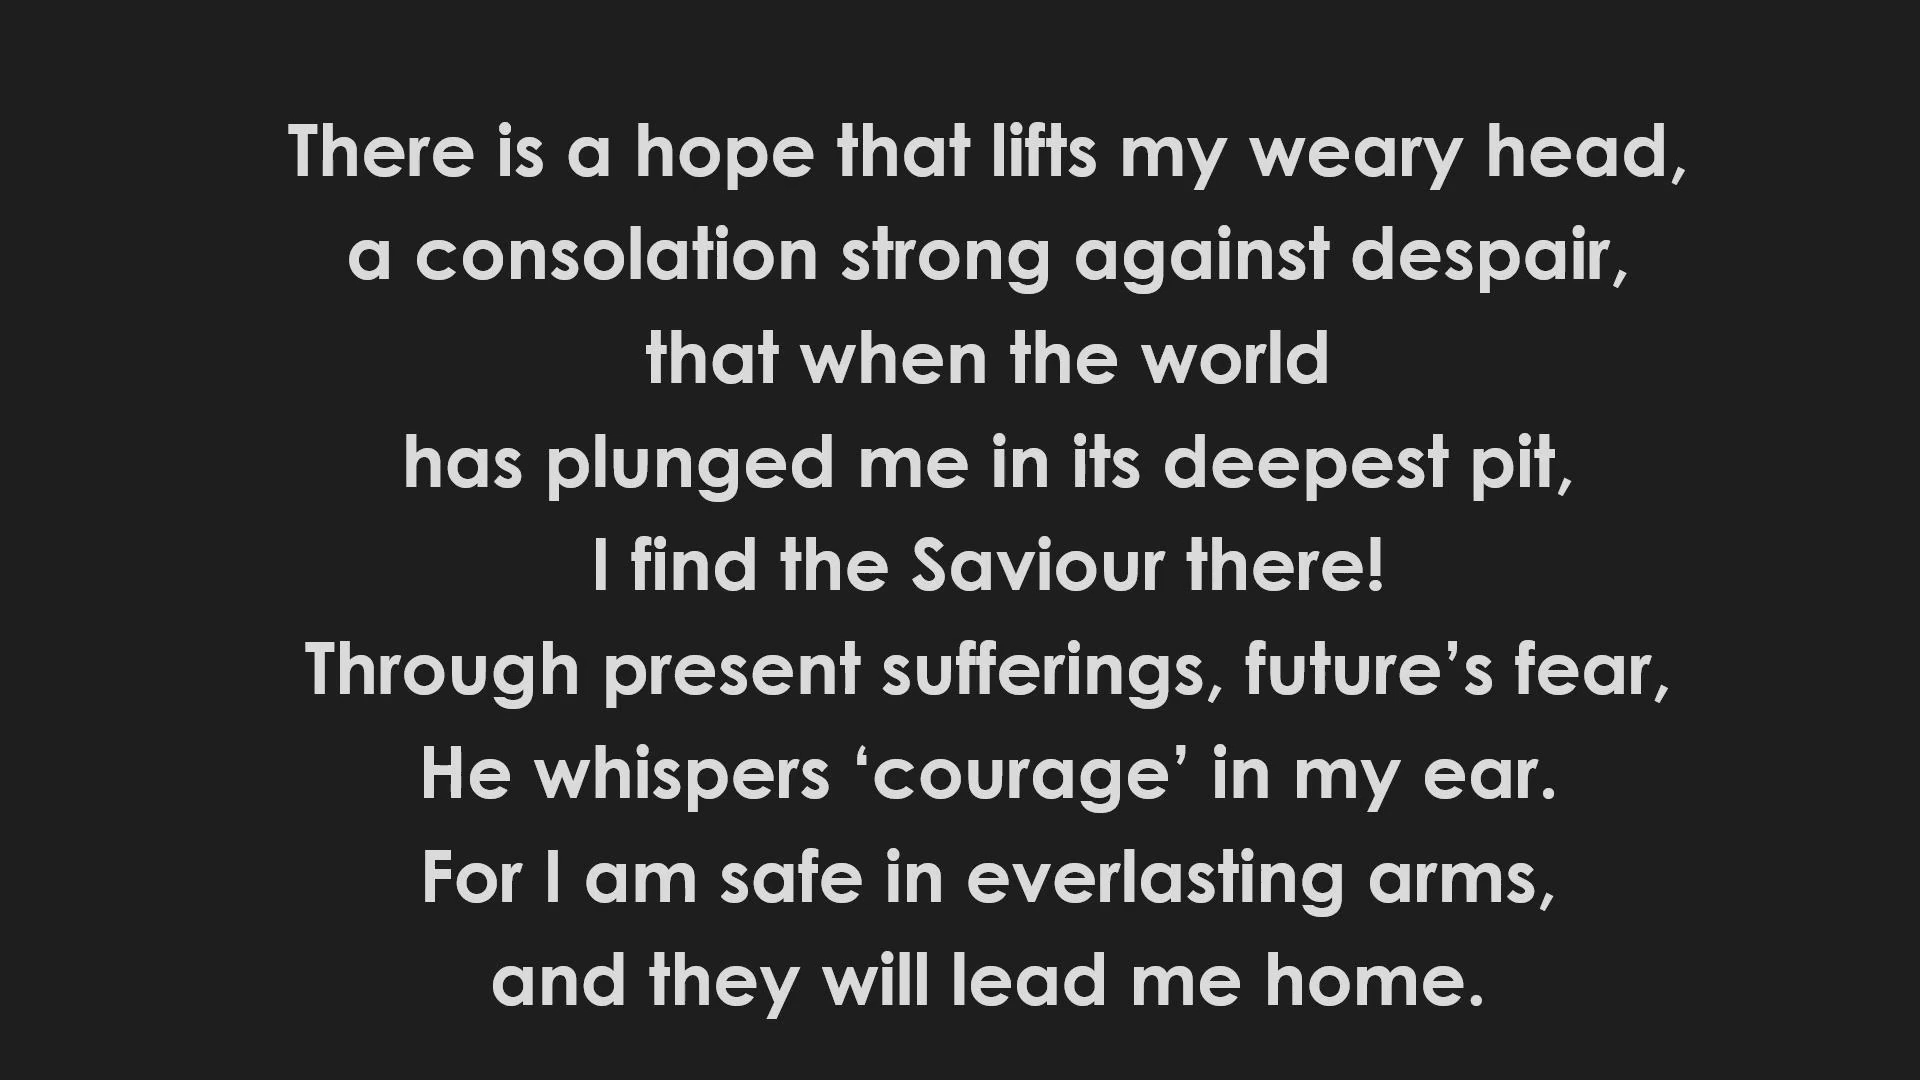 There is a hope that lifts my weary head,
a consolation strong against despair,
that when the world
has plunged me in its deepest pit,
I find the Saviour there!
Through present sufferings, future’s fear,
He whispers ‘courage’ in my ear.
For I am safe in everlasting arms,
and they will lead me home.